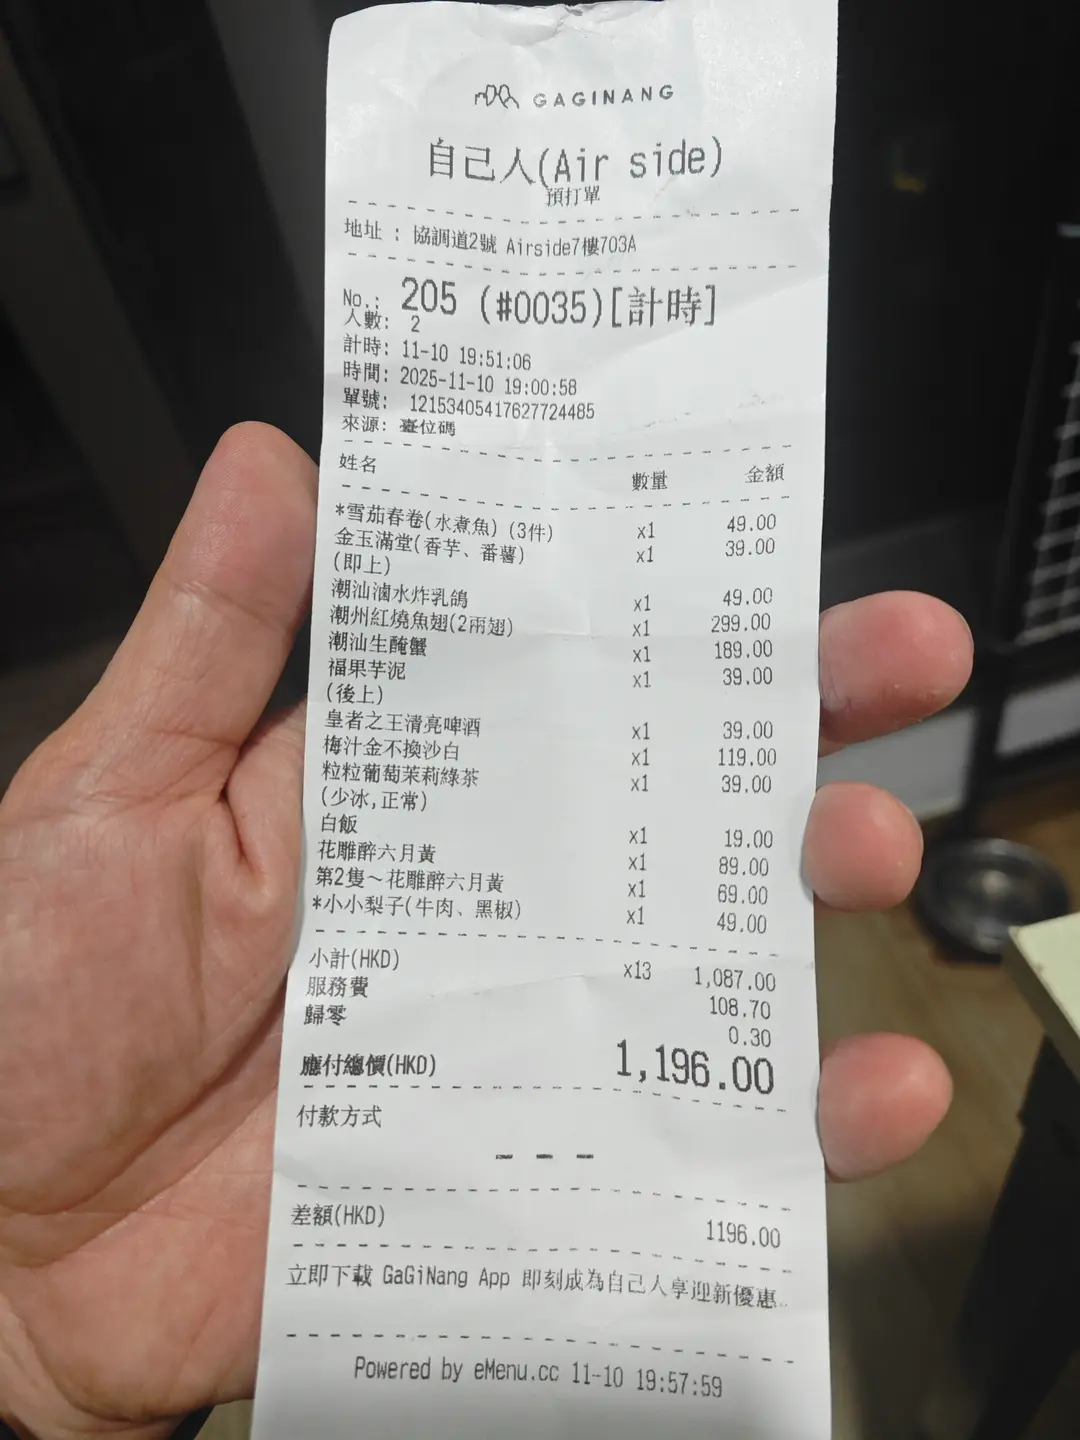 GAGINANG
自己人(Air side)
預打單
地址 : 協調道2號 Airside7樓703A
No.: 205 (#0035)[計時]
人數: 2
計時: 11-10 19:51:06
時間: 2025-11-10 19:00:58
單號: 12153405417627724485
來源: 臺位碼
姓名 數量 金額
*雪茄春卷(水煮魚) (3件) x1 49.00
金玉滿堂(香芋、番薯) x1 39.00
(即上)
潮汕滷水炸乳鴿 x1 49.00
潮州紅燒魚翅(2兩翅) x1 299.00
潮汕生醃蟹 x1 189.00
福果芋泥 x1 39.00
(後上)
皇者之王清亮啤酒 x1 39.00
梅汁金不換沙白 x1 119.00
粒粒葡萄茉莉綠茶 x1 39.00
(少冰,正常)
白飯 x1 19.00
花雕醉六月黃 x1 89.00
第2隻～花雕醉六月黃 x1 69.00
*小小梨子(牛肉、黑椒) x1 49.00
小計(HKD) x13 1,087.00
服務費 108.70
歸零 0.30
應付總價(HKD) 1,196.00
付款方式
- - -
差額(HKD) 1196.00
立即下載 GaGiNang App 即刻成為自己人享迎新優惠..
Powered by eMenu.cc 11-10 19:57:59